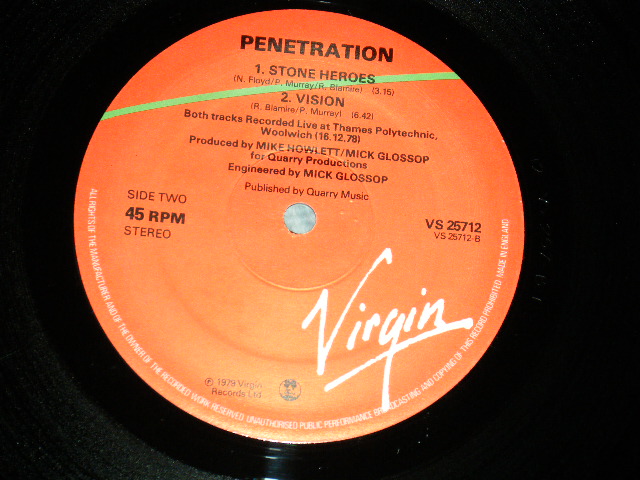 PENETRATION
1. STONE HEROES
(N. Floyd/P. Murray/R. Blamire) (3.15)
2. VISION
(R. Blamire/P. Murray) (6.42)
Both tracks Recorded Live at Thames Polytechnic,
Woolwich (16.12.78)
Produced by MIKE HOWLETT/MICK GLOSSOP
for Quarry Productions
Engineered by MICK GLOSSOP
Published by Quarry Music
SIDE TWO
45 RPM
STEREO
VS 25712
VS 25712-B
Virgin
℗ 1979 Virgin
Records Ltd.
ALL RIGHTS OF THE MANUFACTURER AND OF THE OWNER OF THE RECORDED WORK RESERVED. UNAUTHORISED PUBLIC PERFORMANCE BROADCASTING AND COPYING OF THIS RECORD PROHIBITED. MADE IN ENGLAND